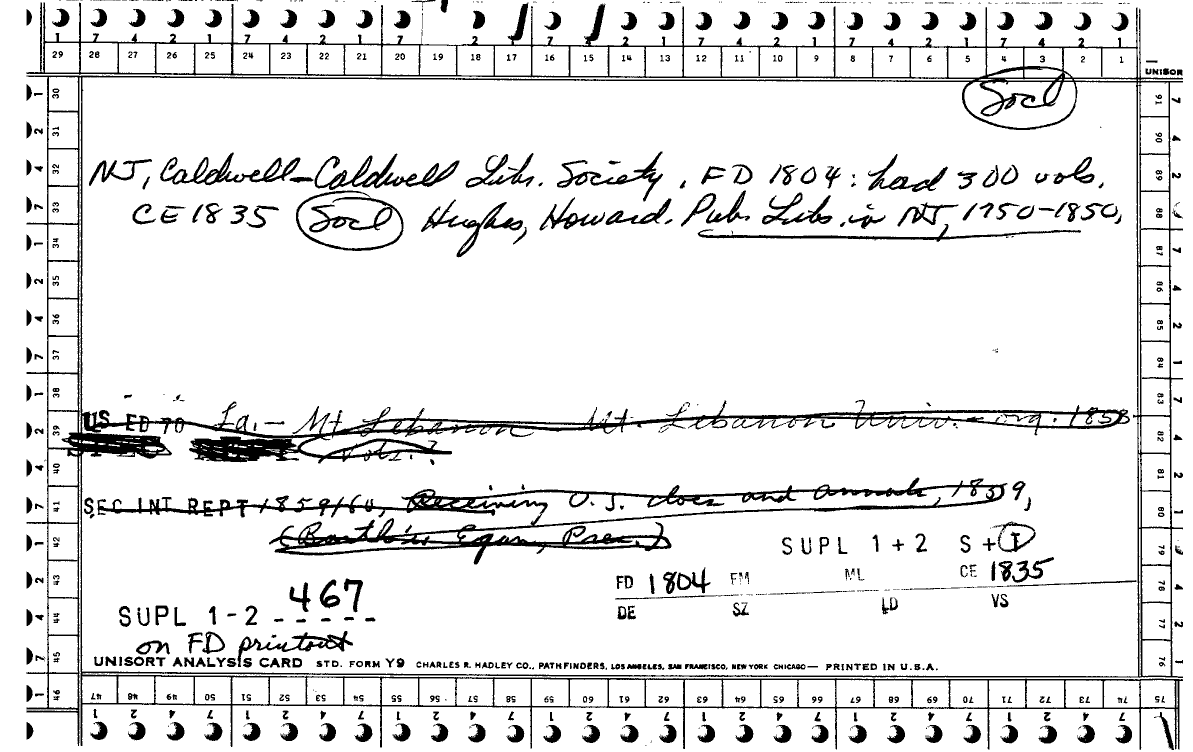 1 7 4 2 1 7 4 2 1 7 2 1 7 2 1 7 4 2 1 7 4 2 1 7 4 2 1
29 28 27 26 25 24 23 22 21 20 19 18 17 16 15 14 13 12 11 10 9 8 7 6 5 4 3 2 1
UNISOR
Socl
NJ, Caldwell-Caldwell Libr. Society. FD 1804: had 300 vols.
CE 1835 Socl Hughes, Howard. Pub. Libs. in NJ, 1750-1850,
US ED 70 La.- Mt Lebanon Mt. Lebanon Univ. - org. 1853
Vols.?
SEC INT REPT 1859/60, Receiving U.S. docs and annals, 1859,
(Egan, Pres.)
SUPL 1+2 S+I
FD 1804 FM ML CE 1835
DE SZ LD VS
SUPL 1-2 467
on FD printout
UNISORT ANALYSIS CARD STD. FORM Y9 CHARLES R. HADLEY CO., PATHFINDERS, LOS ANGELES, SAN FRANCISCO, NEW YORK CHICAGO— PRINTED IN U.S.A.
30 31 32 33 34 35 36 37 38 39 40 41 42 43 44 45 46
91 90 89 88 87 86 85 84 83 82 81 80 79 78 77 76 75
47 48 49 50 51 52 53 54 55 56 57 58 59 60 61 62 63 64 65 66 67 68 69 70 71 72 73 74
1 2 4 7 1 2 4 7 1 2 4 7 1 2 4 7 1 2 4 7 1 2 4 7 1 2 4 7